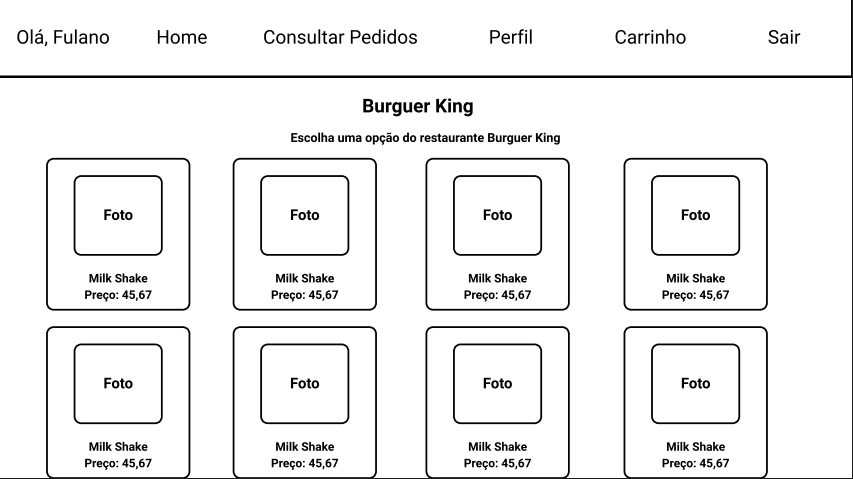 Olá, Fulano Home Consultar Pedidos Perfil Carrinho Sair
Burguer King
Escolha uma opção do restaurante Burguer King
Foto Foto Foto Foto
Milk Shake Milk Shake Milk Shake Milk Shake
Preço: 45,67 Preço: 45,67 Preço: 45,67 Preço: 45,67
Foto Foto Foto Foto
Milk Shake Milk Shake Milk Shake Milk Shake
Preço: 45,67 Preço: 45,67 Preço: 45,67 Preço: 45,67